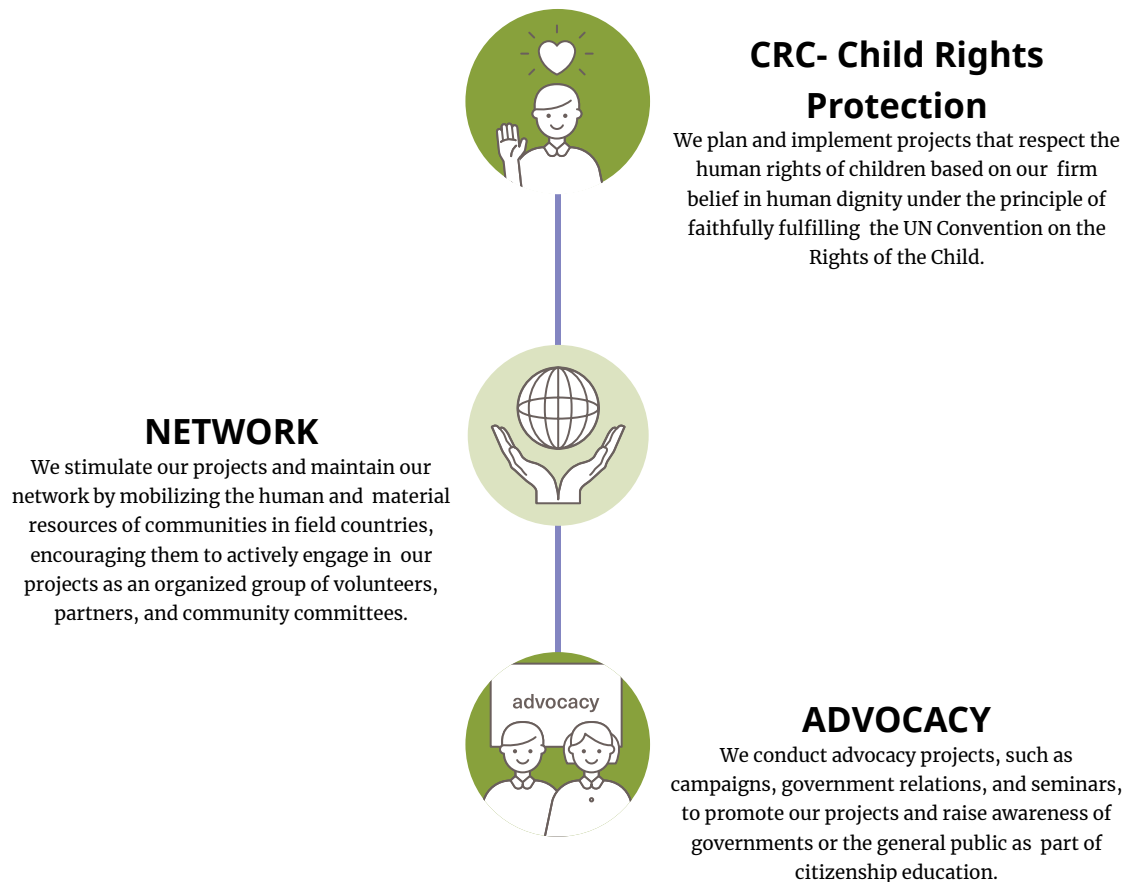 CRC- Child Rights
Protection
We plan and implement projects that respect the
human rights of children based on our  firm
belief in human dignity under the principle of
faithfully fulfilling  the UN Convention on the
Rights of the Child.
NETWORK
We stimulate our projects and maintain our
network by mobilizing the human and  material
resources of communities in field countries,
encouraging them to actively engage in  our
projects as an organized group of volunteers,
partners, and community committees.
advocacy
ADVOCACY
We conduct advocacy projects, such as
campaigns, government relations, and seminars,
to promote our projects and raise awareness of
governments or the general public as  part of
citizenship education.